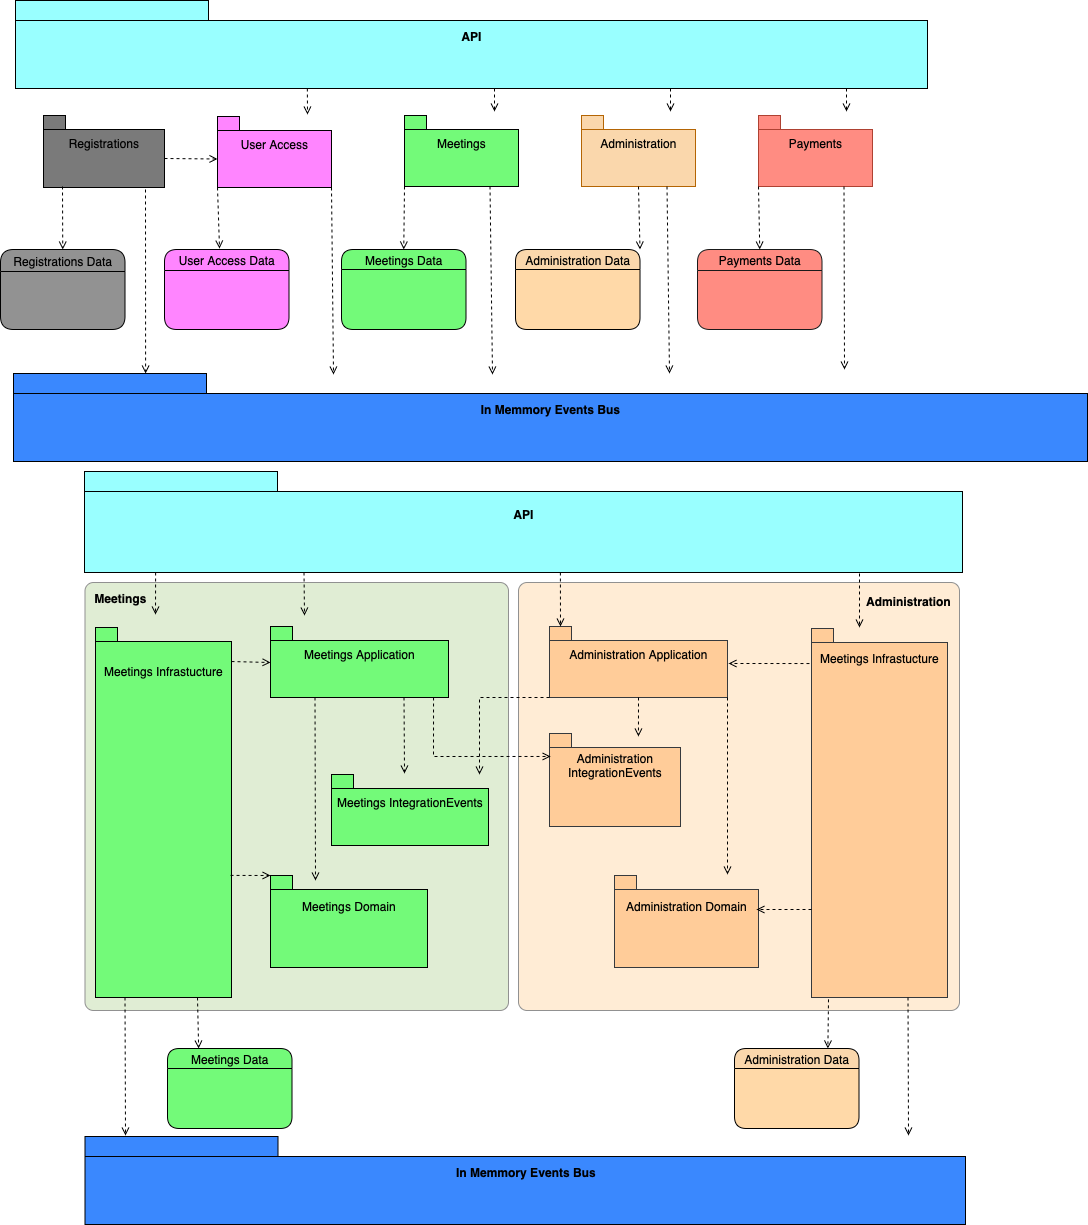 API
Registrations
User Access
Meetings
Administration
Payments
Registrations Data
User Access Data
Meetings Data
Administration Data
Payments Data
In Memmory Events Bus
API
Meetings
Administration
Meetings Infrastucture
Meetings Application
Administration Application
Meetings Infrastucture
Administration
IntegrationEvents
Meetings IntegrationEvents
Meetings Domain
Administration Domain
Meetings Data
Administration Data
In Memmory Events Bus